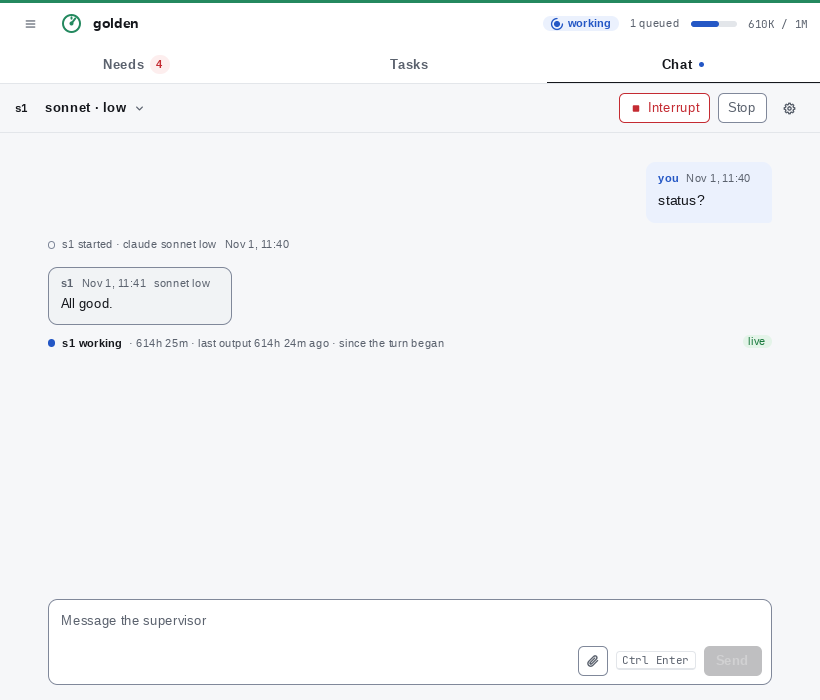 golden
working
1 queued
610K / 1M
Needs 4
Tasks
Chat
s1 sonnet · low
Interrupt
Stop
you Nov 1, 11:40
status?
s1 started · claude sonnet low Nov 1, 11:40
s1 Nov 1, 11:41 sonnet low
All good.
s1 working · 614h 25m · last output 614h 24m ago · since the turn began
live
Message the supervisor
Ctrl Enter
Send